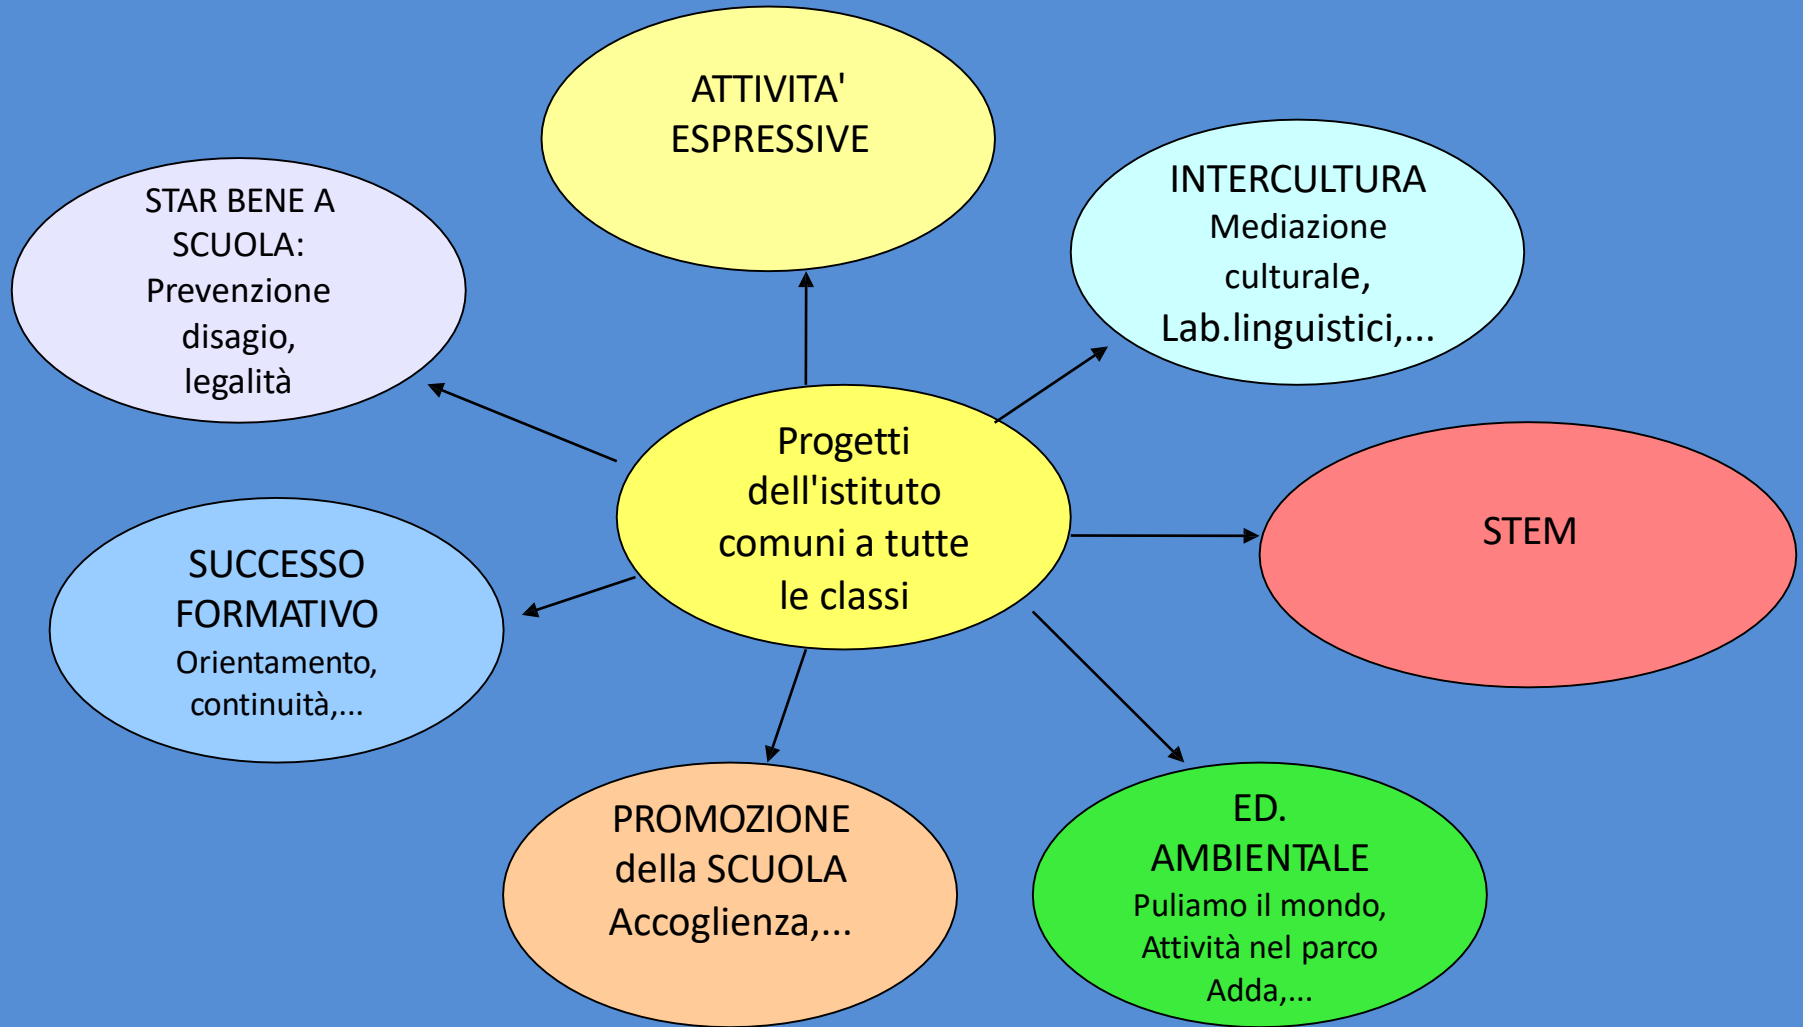 ATTIVITA'
ESPRESSIVE
STAR BENE A
SCUOLA:
Prevenzione
disagio,
legalità
INTERCULTURA
Mediazione
culturale,
Lab.linguistici,...
Progetti
dell'istituto
comuni a tutte
le classi
STEM
SUCCESSO
FORMATIVO
Orientamento,
continuità,...
PROMOZIONE
della SCUOLA
Accoglienza,...
ED.
AMBIENTALE
Puliamo il mondo,
Attività nel parco
Adda,...